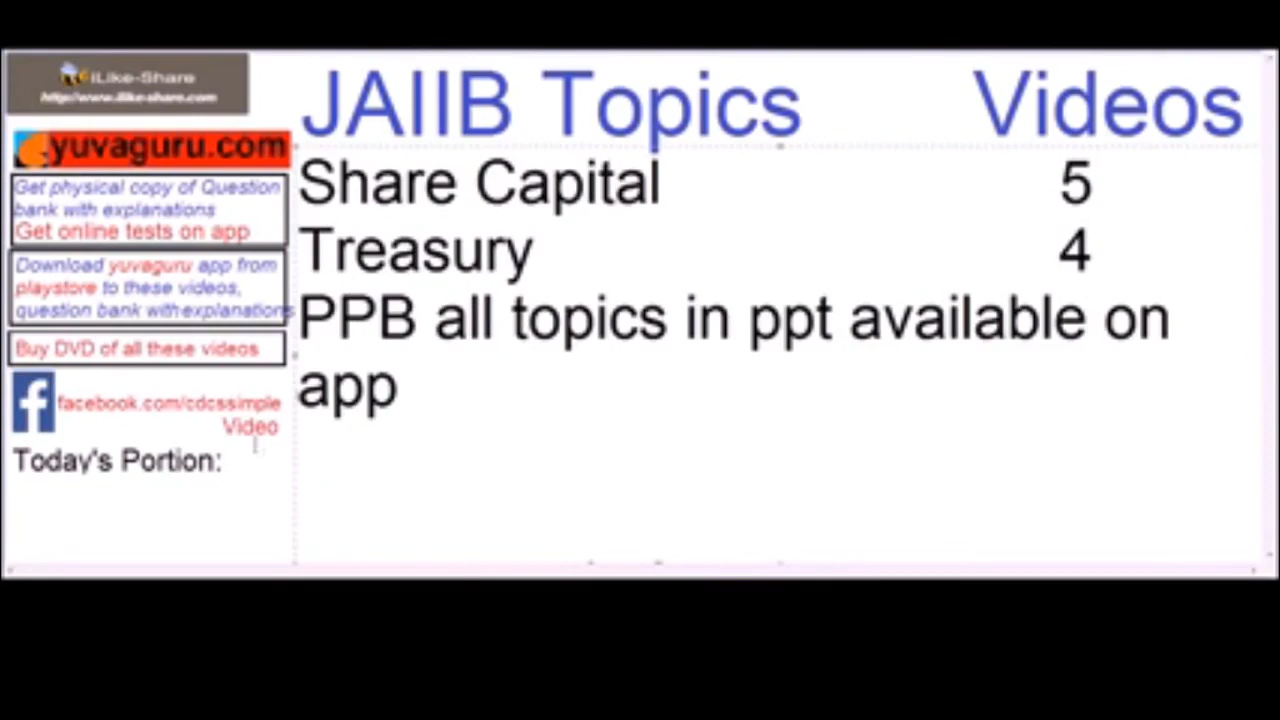 iLike-Share
http://www.ilike-share.com
yuvaguru.com
Get physical copy of Question
bank with explanations
Get online tests on app
Download yuvaguru app from
playstore to these videos,
question bank with explanations
Buy DVD of all these videos
facebook.com/cdcssimple
Video
Today's Portion:
JAIIB Topics Videos
Share Capital 5
Treasury 4
PPB all topics in ppt available on
app